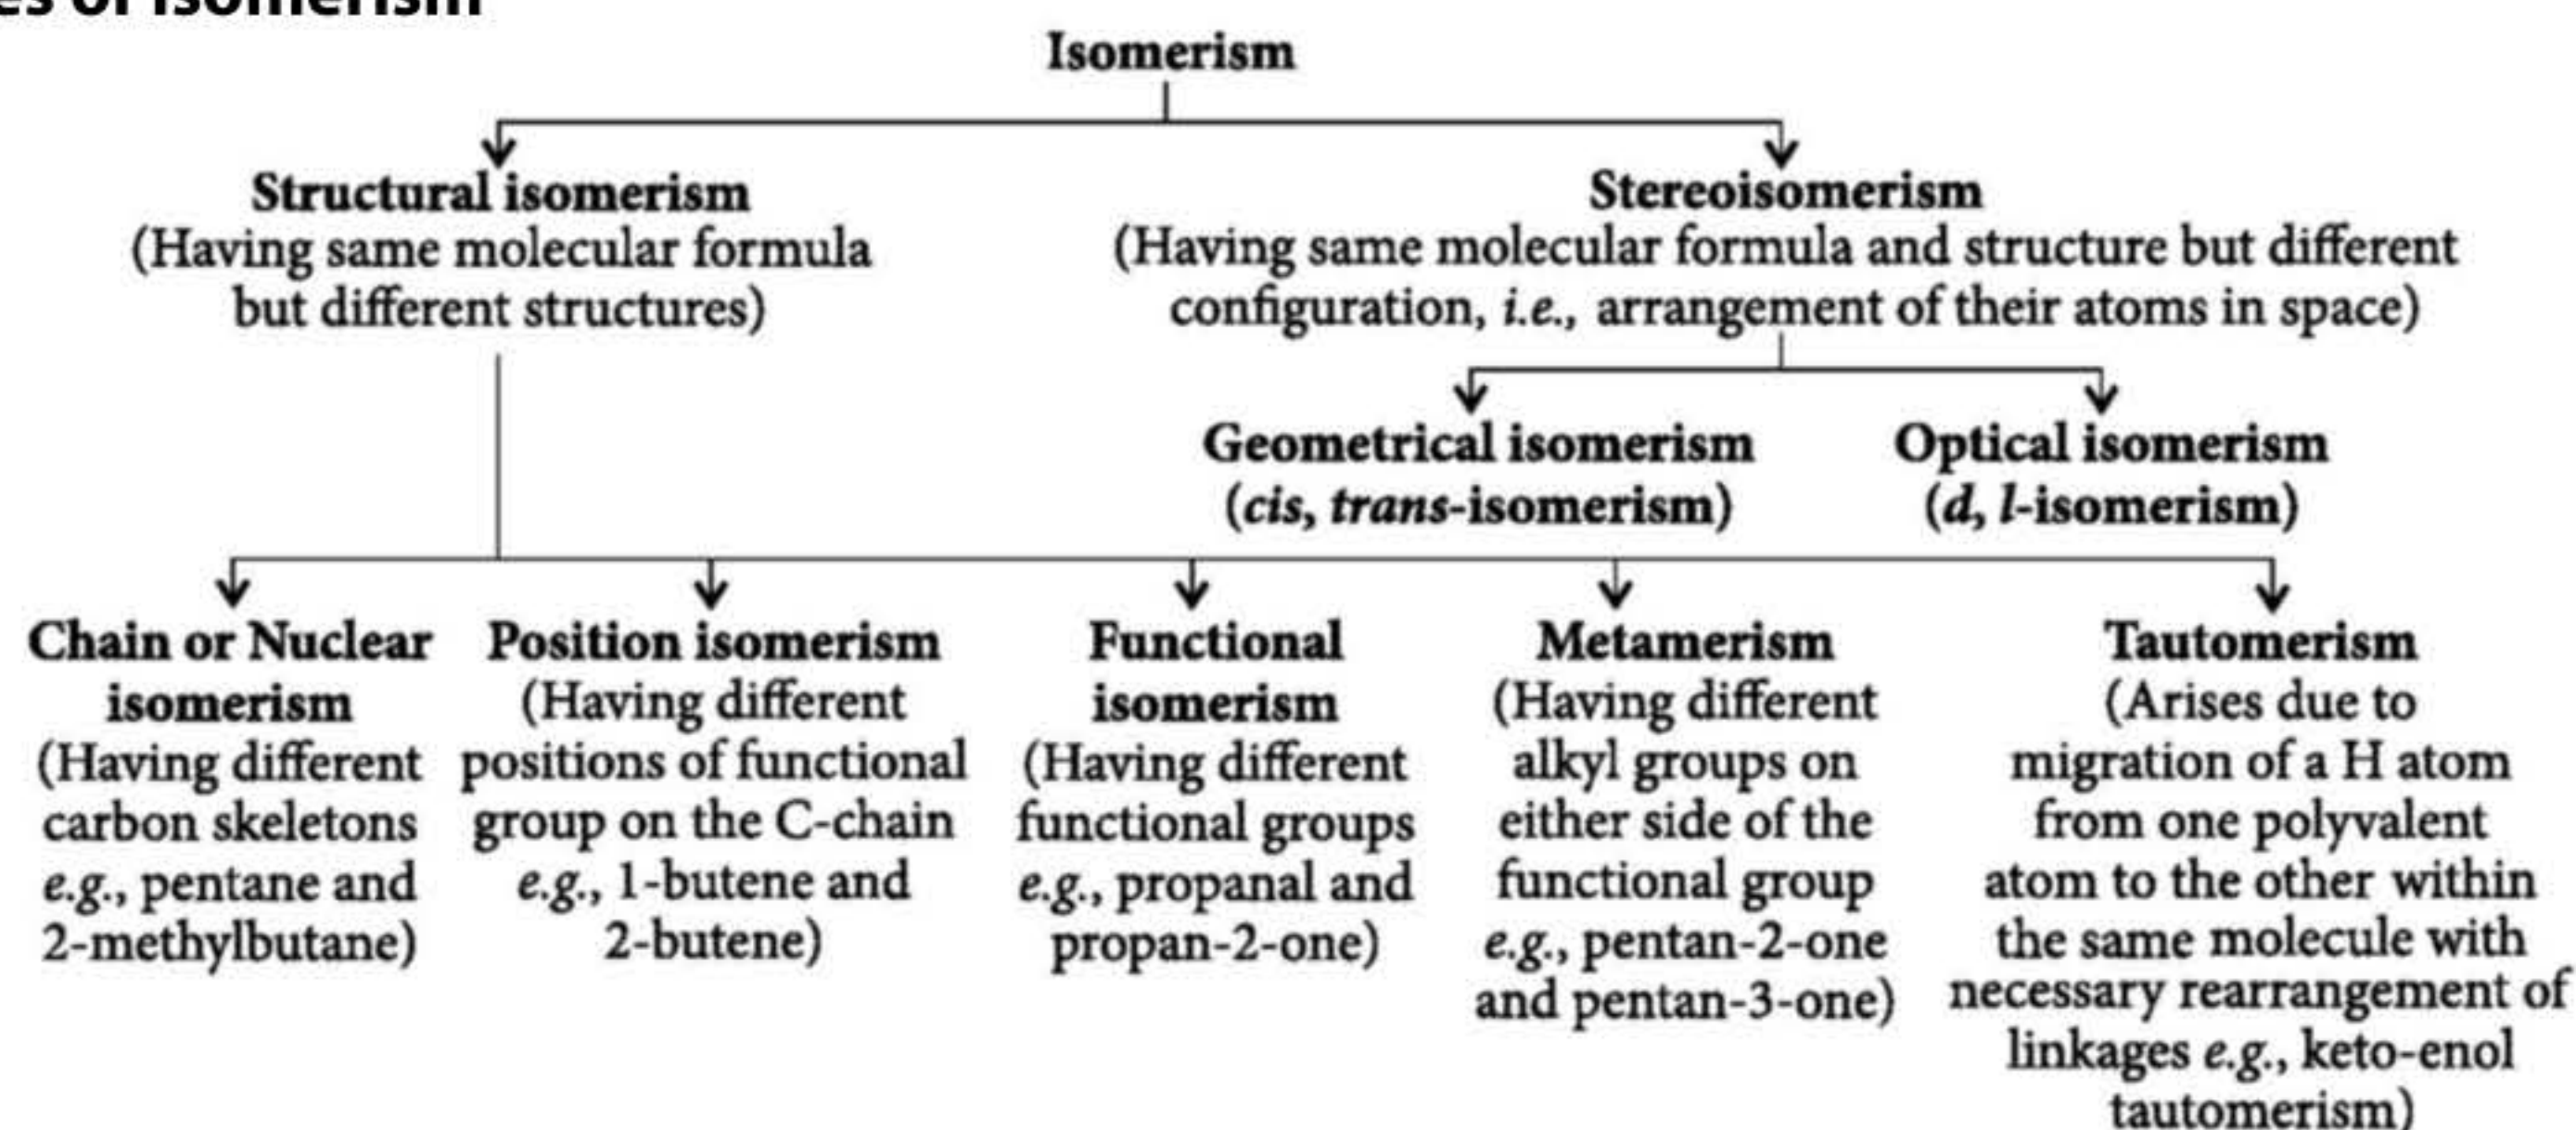 es of Isomerism
Isomerism
Structural isomerism
(Having same molecular formula
but different structures)
Stereoisomerism
(Having same molecular formula and structure but different
configuration, i.e., arrangement of their atoms in space)
Geometrical isomerism
(cis, trans-isomerism)
Optical isomerism
(d, l-isomerism)
Chain or Nuclear
isomerism
(Having different
carbon skeletons
e.g., pentane and
2-methylbutane)
Position isomerism
(Having different
positions of functional
group on the C-chain
e.g., 1-butene and
2-butene)
Functional
isomerism
(Having different
functional groups
e.g., propanal and
propan-2-one)
Metamerism
(Having different
alkyl groups on
either side of the
functional group
e.g., pentan-2-one
and pentan-3-one)
Tautomerism
(Arises due to
migration of a H atom
from one polyvalent
atom to the other within
the same molecule with
necessary rearrangement of
linkages e.g., keto-enol
tautomerism)